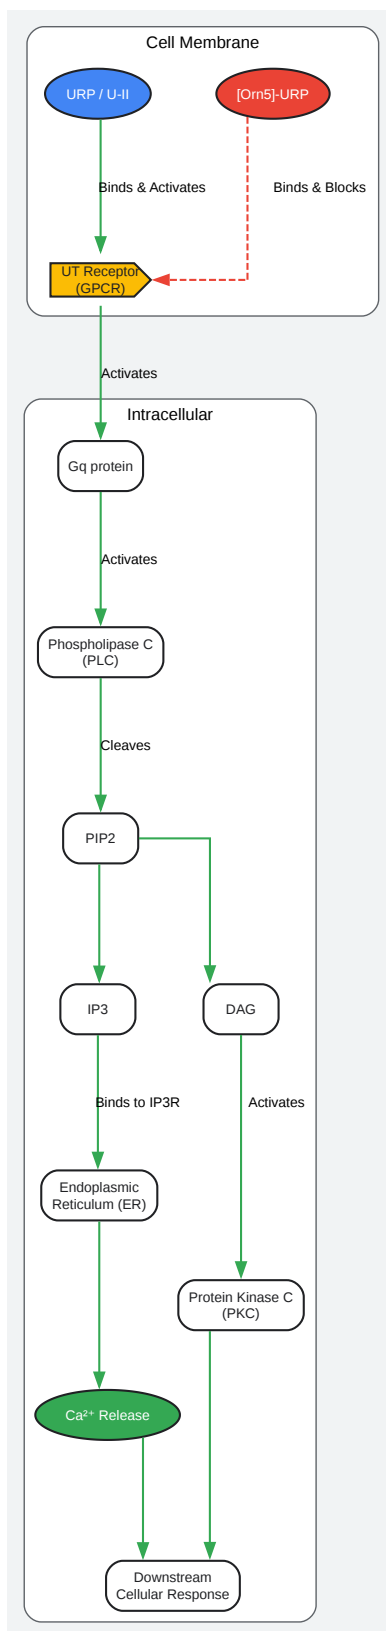 Cell Membrane
URP / U-II
[Orn5]-URP
Binds & Activates
Binds & Blocks
UT Receptor
(GPCR)
Activates
Intracellular
Gq protein
Activates
Phospholipase C
(PLC)
Cleaves
PIP2
IP3
DAG
Binds to IP3R
Activates
Endoplasmic
Reticulum (ER)
Protein Kinase C
(PKC)
Ca²⁺ Release
Downstream
Cellular Response